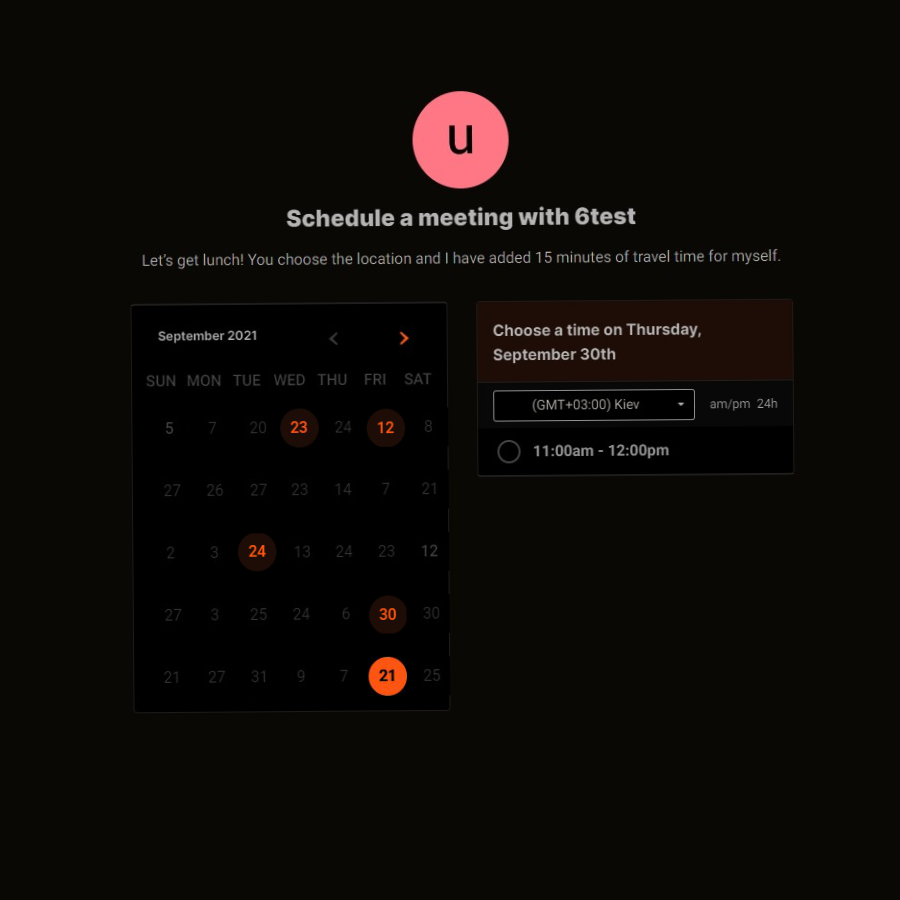 u
Schedule a meeting with 6test
Let's get lunch! You choose the location and I have added 15 minutes of travel time for myself.
September 2021
SUN MON TUE WED THU FRI SAT
5 7 20 23 24 12 8
27 26 27 23 14 7 21
2 3 24 13 24 23 12
27 3 25 24 6 30 30
21 27 31 9 7 21 25
Choose a time on Thursday,
September 30th
(GMT+03:00) Kiev am/pm 24h
11:00am - 12:00pm